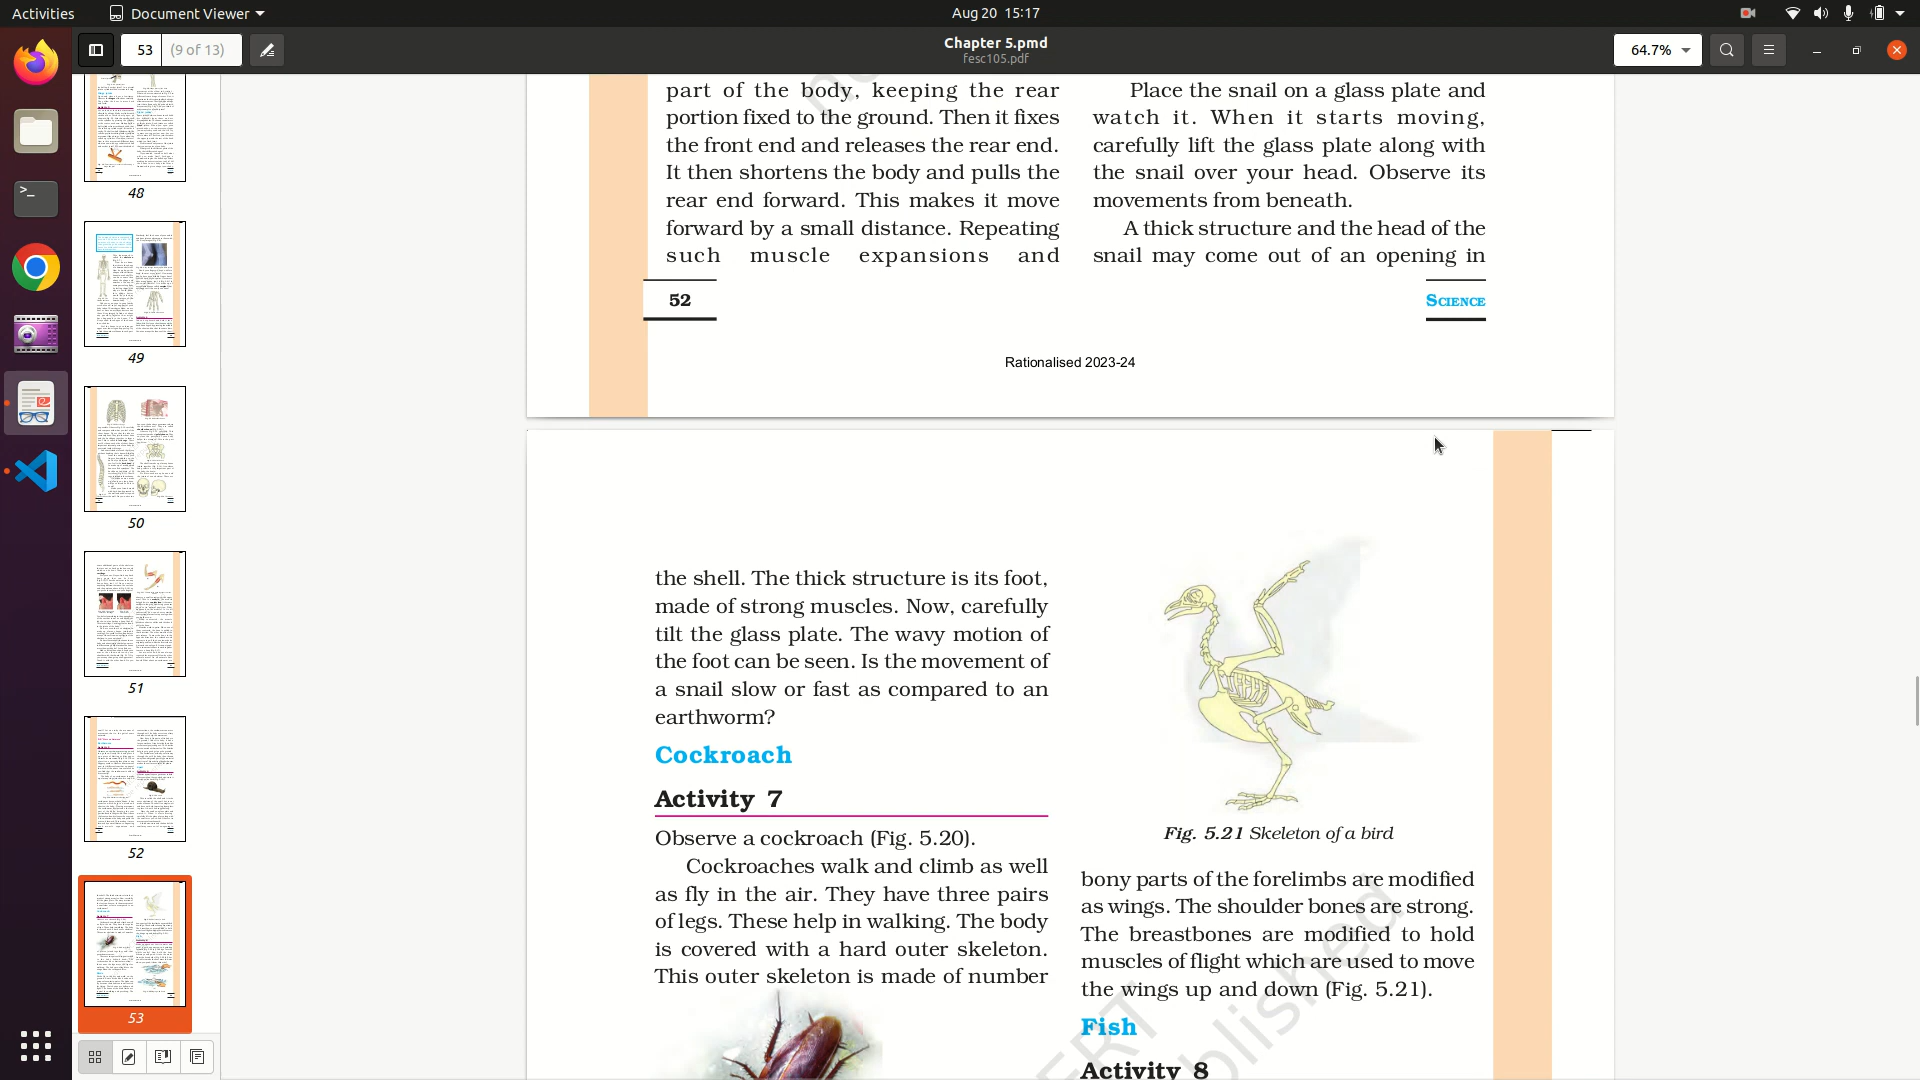 Activities
Document Viewer
Aug 20 15:17
53
(9 of 13)
Chapter 5.pmd
fesc105.pdf
64.7%
48
49
50
51
52
53
part of the body, keeping the rear
portion fixed to the ground. Then it fixes
the front end and releases the rear end.
It then shortens the body and pulls the
rear end forward. This makes it move
forward by a small distance. Repeating
such muscle expansions and
Place the snail on a glass plate and
watch it. When it starts moving,
carefully lift the glass plate along with
the snail over your head. Observe its
movements from beneath.
A thick structure and the head of the
snail may come out of an opening in
52
SCIENCE
Rationalised 2023-24
the shell. The thick structure is its foot,
made of strong muscles. Now, carefully
tilt the glass plate. The wavy motion of
the foot can be seen. Is the movement of
a snail slow or fast as compared to an
earthworm?
Cockroach
Activity 7
Observe a cockroach (Fig. 5.20).
Cockroaches walk and climb as well
as fly in the air. They have three pairs
of legs. These help in walking. The body
is covered with a hard outer skeleton.
This outer skeleton is made of number
Fig. 5.21 Skeleton of a bird
bony parts of the forelimbs are modified
as wings. The shoulder bones are strong.
The breastbones are modified to hold
muscles of flight which are used to move
the wings up and down (Fig. 5.21).
Fish
Activity 8